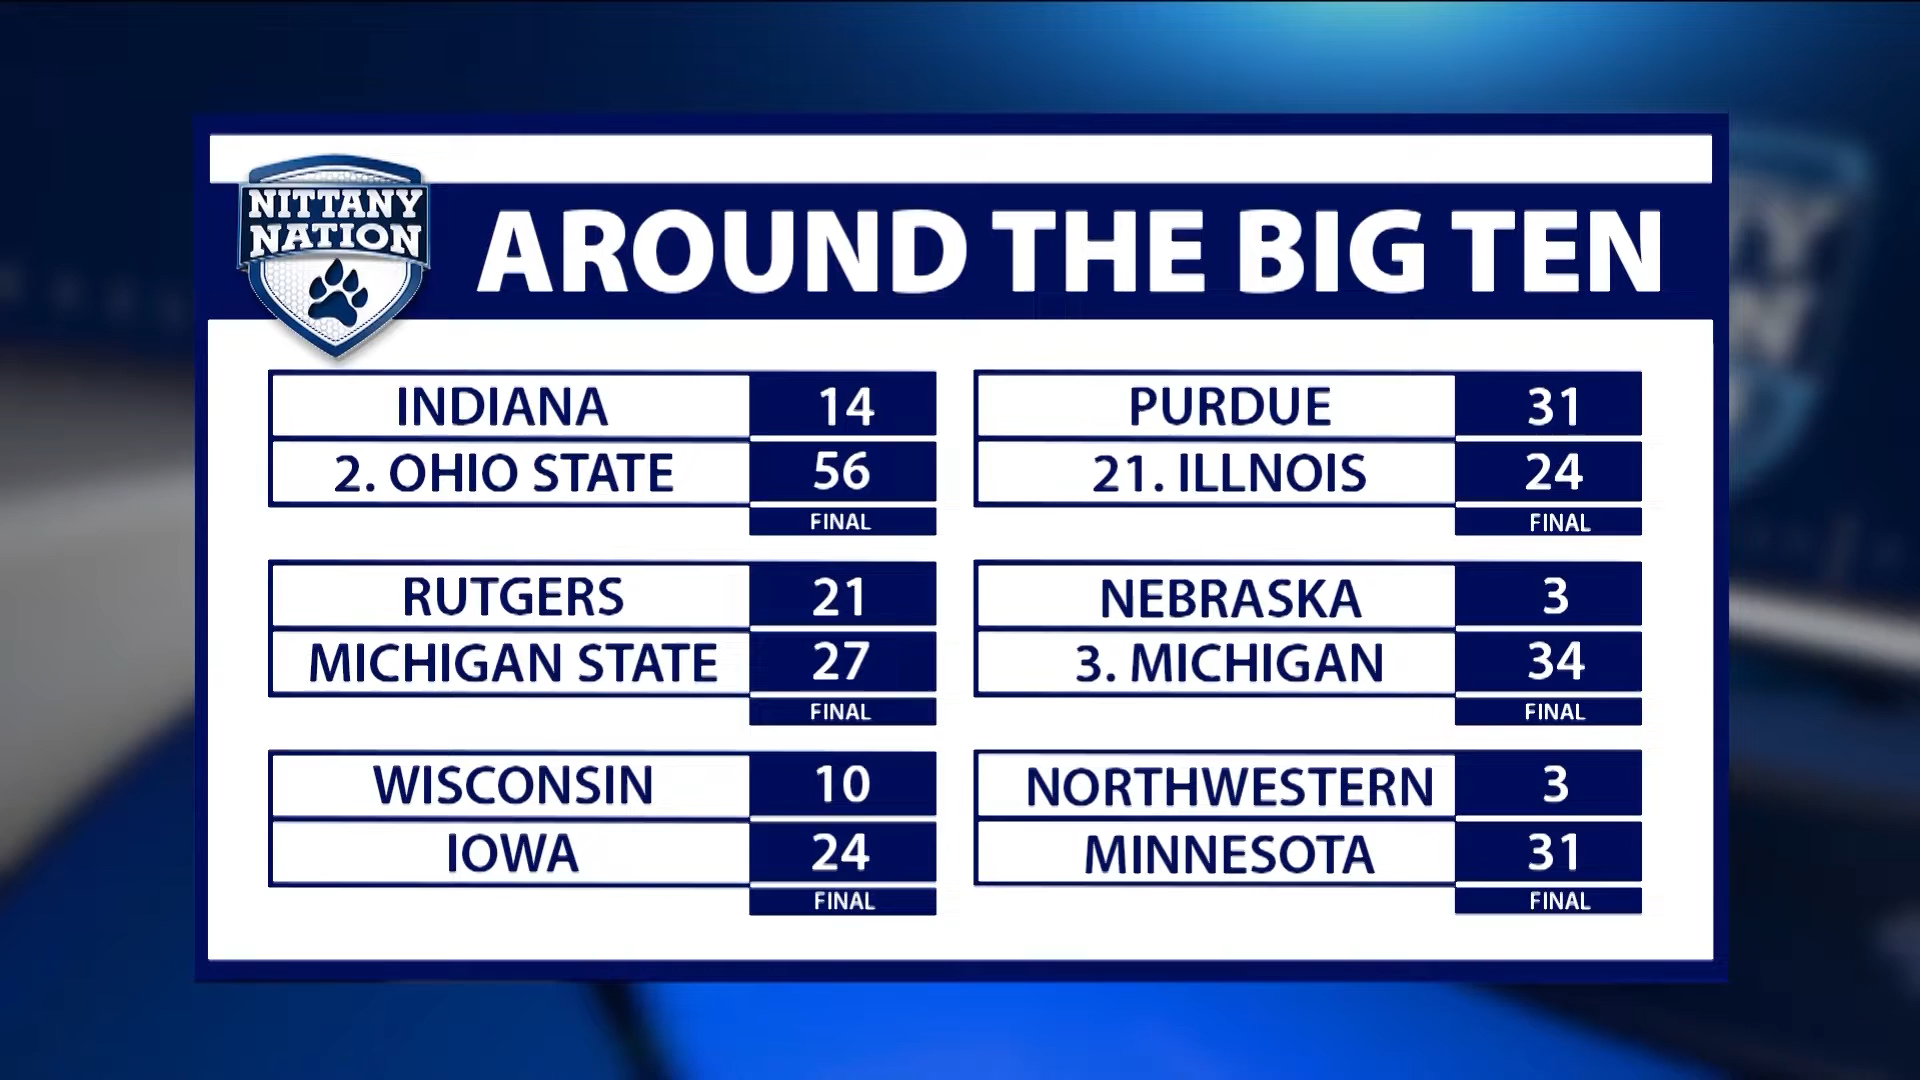 NITTANY
NATION
AROUND THE BIG TEN
INDIANA 14
2. OHIO STATE 56
FINAL
PURDUE 31
21. ILLNOIS 24
FINAL
RUTGERS 21
MICHIGAN STATE 27
FINAL
NEBRASKA 3
3. MICHIGAN 34
FINAL
WISCONSIN 10
IOWA 24
FINAL
NORTHWESTERN 3
MINNESOTA 31
FINAL